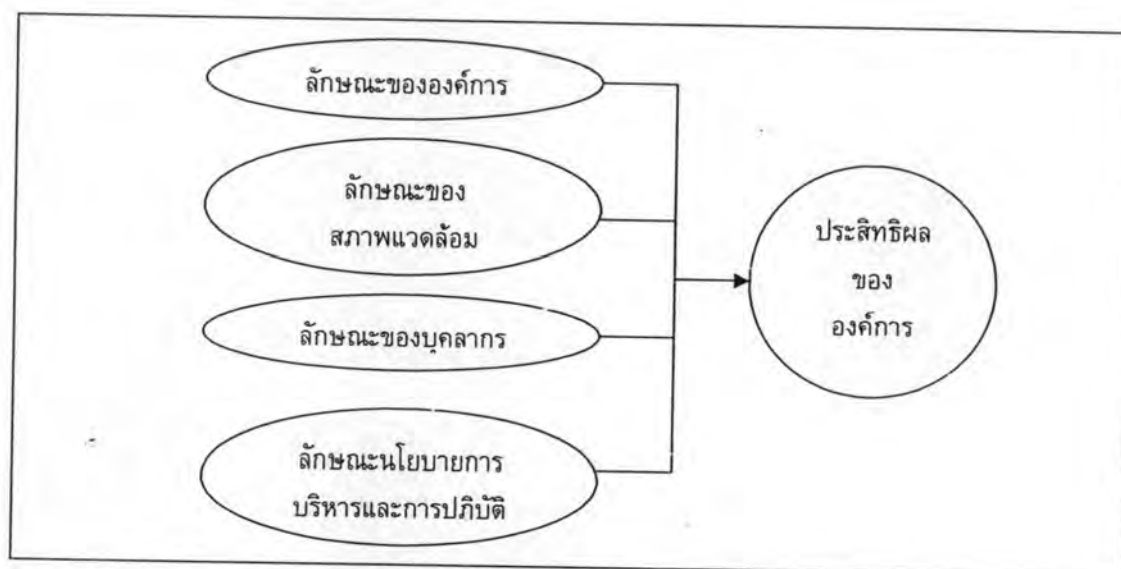 ลักษณะขององค์การ
ลักษณะของ
สภาพแวดล้อม
ลักษณะของบุคลากร
ลักษณะนโยบายการ
บริหารและการปภิบัติ
ประสิทธิผล
ของ
องค์การ